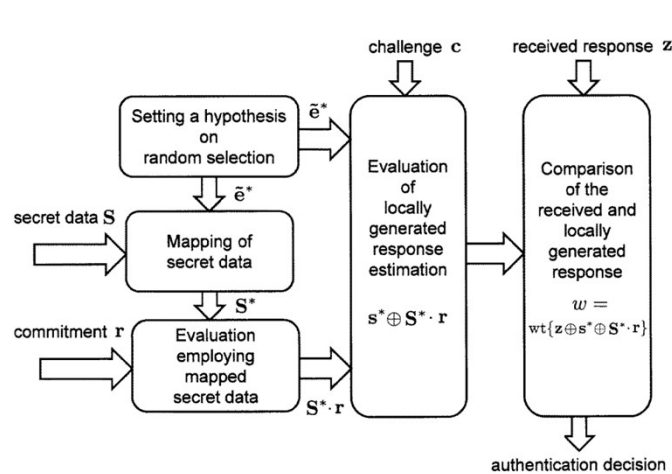 challenge c
received response z
Setting a hypothesis
on
random selection
ẽ*
ẽ*
secret data S
Mapping of
secret data
S*
commitment r
Evaluation
employing
mapped
secret data
S*· r
Evaluation
of
locally
generated
response
estimation
s* ⊕ S*· r
Comparison
of the
received and
locally
generated
response
w =
wt{z⊕s*⊕S*·r}
authentication decision